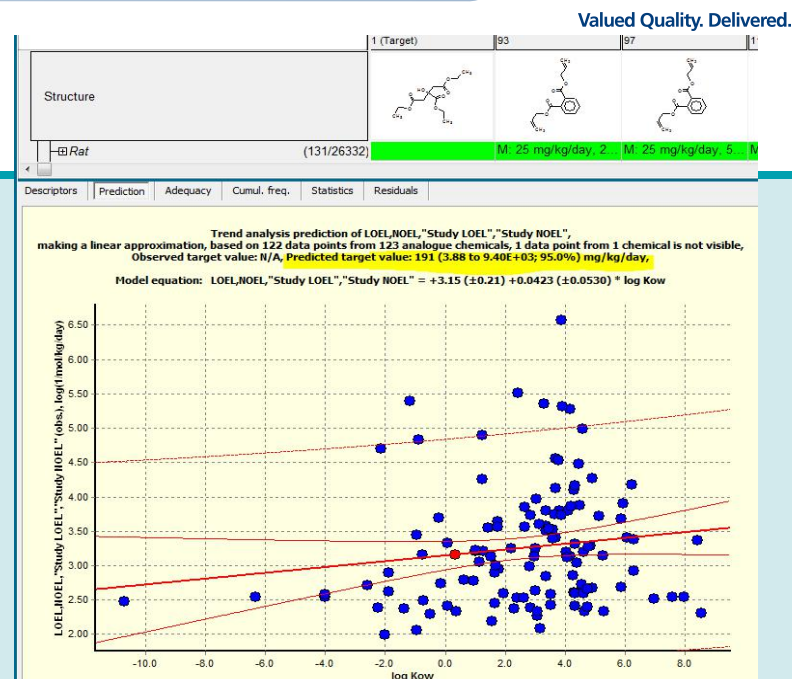 Valued Quality. Delivered.
1 (Target) 93 97 1
Structure
Rat (131/26332) M: 25 mg/kg/day, 2... M: 25 mg/kg/day, 5... M
Descriptors Prediction Adequacy Cumul. freq. Statistics Residuals
Trend analysis prediction of LOEL,NOEL,"Study LOEL","Study NOEL",
making a linear approximation, based on 122 data points from 123 analogue chemicals, 1 data point from 1 chemical is not visible,
Observed target value: N/A, Predicted target value: 191 (3.88 to 9.40E+03; 95.0%) mg/kg/day,
Model equation: LOEL,NOEL,"Study LOEL","Study NOEL" = +3.15 (±0.21) +0.0423 (±0.0530) * log Kow
LOEL,NOEL,"Study LOEL","Study NOEL" (obs.), log(1/mol/kg/day)
6.50
6.00
5.50
5.00
4.50
4.00
3.50
3.00
2.50
2.00
-10.0 -8.0 -6.0 -4.0 -2.0 0.0 2.0 4.0 6.0 8.0
log Kow